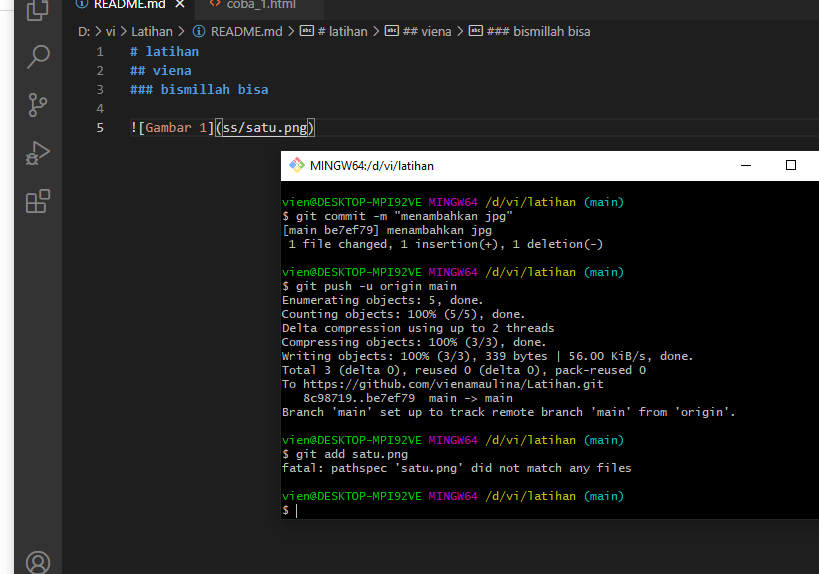 README.md
coba_1.html
D: > vi > Latihan > README.md > # latihan > ## viena > ### bismillah bisa
1 # latihan
2 ## viena
3 ### bismillah bisa
4
5 ![Gambar 1](ss/satu.png)
MINGW64:/d/vi/latihan
vien@DESKTOP-MPI92VE MINGW64 /d/vi/latihan (main)
$ git commit -m "menambahkan jpg"
[main be7ef79] menambahkan jpg
1 file changed, 1 insertion(+), 1 deletion(-)
vien@DESKTOP-MPI92VE MINGW64 /d/vi/latihan (main)
$ git push -u origin main
Enumerating objects: 5, done.
Counting objects: 100% (5/5), done.
Delta compression using up to 2 threads
Compressing objects: 100% (3/3), done.
Writing objects: 100% (3/3), 339 bytes | 56.00 KiB/s, done.
Total 3 (delta 0), reused 0 (delta 0), pack-reused 0
To https://github.com/vienamaulina/Latihan.git
8c98719..be7ef79  main -> main
Branch 'main' set up to track remote branch 'main' from 'origin'.
vien@DESKTOP-MPI92VE MINGW64 /d/vi/latihan (main)
$ git add satu.png
fatal: pathspec 'satu.png' did not match any files
vien@DESKTOP-MPI92VE MINGW64 /d/vi/latihan (main)
$